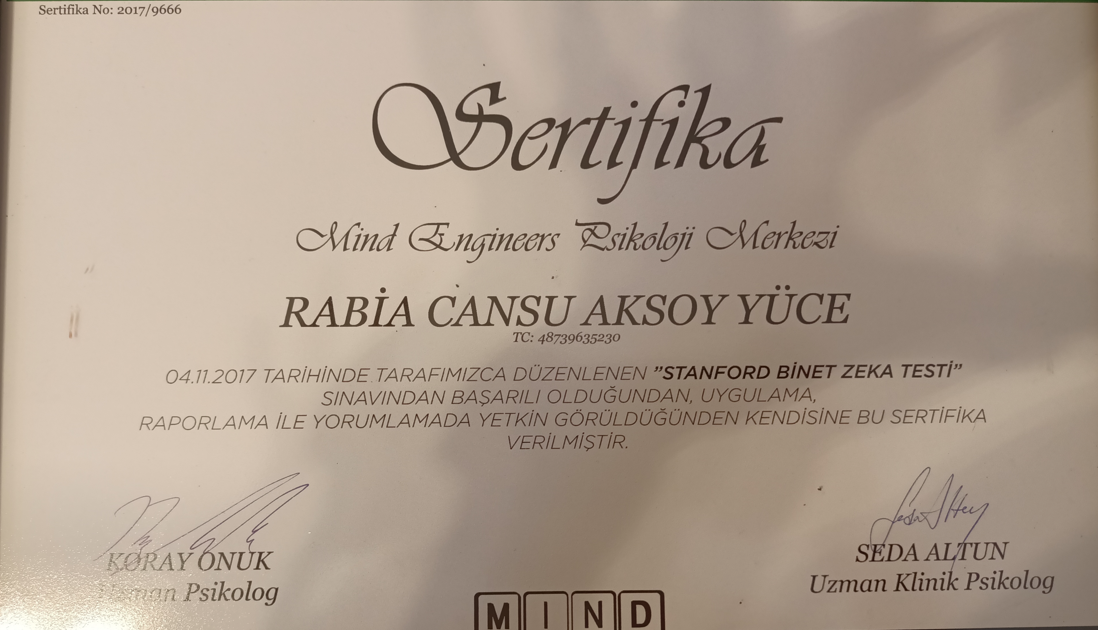 Sertifika No: 2017/9666
Sertifika
Mind Engineers Psikoloji Merkezi
RABİA CANSU AKSOY YÜCE
TC: 48739635230
04.11.2017 TARİHİNDE TARAFIMIZCA DÜZENLENEN "STANFORD BİNET ZEKA TESTİ"
SINAVINDAN BAŞARILI OLDUĞUNDAN, UYGULAMA,
RAPORLAMA İLE YORUMLAMADA YETKİN GÖRÜLDÜĞÜNDEN KENDİSİNE BU SERTİFİKA
VERİLMİŞTİR.
KORAY ONUK
Uzman Psikolog
SEDA ALTUN
Uzman Klinik Psikolog
MIND